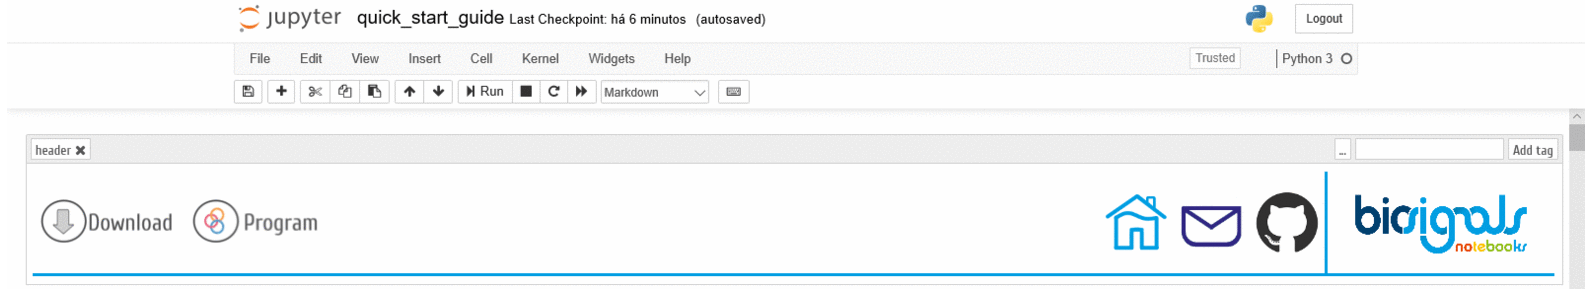 jupyter quick_start_guide Last Checkpoint: há 6 minutos (autosaved) Logout
File Edit View Insert Cell Kernel Widgets Help Trusted Python 3
Run Markdown
header ... Add tag
Download Program biosignals
notebooks